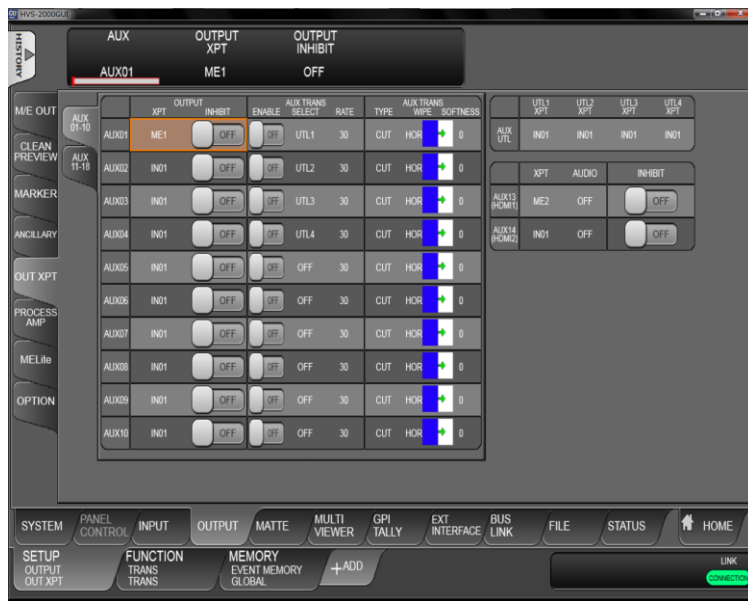 HVS-2000GUI
HISTORY
AUX OUTPUT XPT OUTPUT INHIBIT
AUX01 ME1 OFF
M/E OUT
CLEAN PREVIEW
MARKER
ANCILLARY
OUT XPT
PROCESS AMP
MELite
OPTION
AUX 01-10
AUX 11-18
OUTPUT AUX TRANS AUX TRANS
XPT INHIBIT ENABLE SELECT RATE TYPE WIPE SOFTNESS
AUX01 ME1 OFF OFF UTL1 30 CUT HOR 0
AUX02 IN01 OFF OFF UTL2 30 CUT HOR 0
AUX03 IN01 OFF OFF UTL3 30 CUT HOR 0
AUX04 IN01 OFF OFF UTL4 30 CUT HOR 0
AUX05 IN01 OFF OFF OFF 30 CUT HOR 0
AUX06 IN01 OFF OFF OFF 30 CUT HOR 0
AUX07 IN01 OFF OFF OFF 30 CUT HOR 0
AUX08 IN01 OFF OFF OFF 30 CUT HOR 0
AUX09 IN01 OFF OFF OFF 30 CUT HOR 0
AUX10 IN01 OFF OFF OFF 30 CUT HOR 0
UTL1 XPT UTL2 XPT UTL3 XPT UTL4 XPT
AUX UTL IN01 IN01 IN01 IN01
XPT AUDIO INHIBIT
AUX13 (HDMI1) ME2 OFF OFF
AUX14 (HDMI2) IN01 OFF OFF
SYSTEM PANEL CONTROL INPUT OUTPUT MATTE MULTI VIEWER GPI TALLY EXT INTERFACE BUS LINK FILE STATUS HOME
SETUP FUNCTION MEMORY
OUTPUT TRANS EVENT MEMORY +ADD
OUT XPT TRANS GLOBAL
LINK
CONNECTION